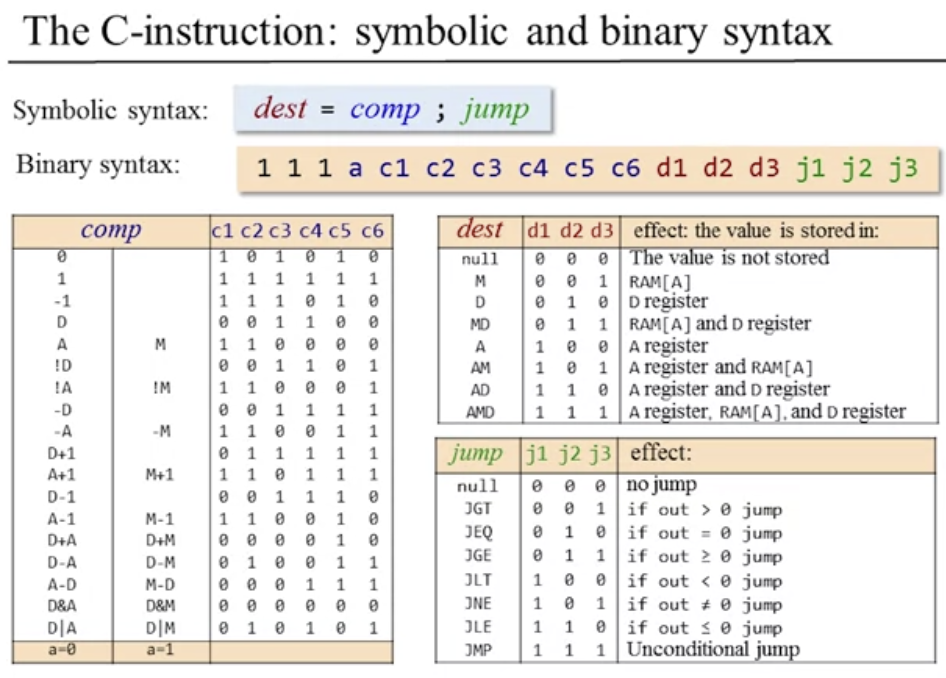 The C-instruction: symbolic and binary syntax
Symbolic syntax: dest = comp ; jump
Binary syntax: 1 1 1 a c1 c2 c3 c4 c5 c6 d1 d2 d3 j1 j2 j3
comp c1 c2 c3 c4 c5 c6
0 1 0 1 0 1 0
1 1 1 1 1 1 1
-1 1 1 1 0 1 0
D 0 0 1 1 0 0
A M 1 1 0 0 0 0
!D 0 0 1 1 0 1
!A !M 1 1 0 0 0 1
-D 0 0 1 1 1 1
-A -M 1 1 0 0 1 1
D+1 0 1 1 1 1 1
A+1 M+1 1 1 0 1 1 1
D-1 0 0 1 1 1 0
A-1 M-1 1 1 0 0 1 0
D+A D+M 0 0 0 0 1 0
D-A D-M 0 1 0 0 1 1
A-D M-D 0 0 0 1 1 1
D&A D&M 0 0 0 0 0 0
D|A D|M 0 1 0 1 0 1
a=0 a=1
dest d1 d2 d3 effect: the value is stored in:
null 0 0 0 The value is not stored
M 0 0 1 RAM[A]
D 0 1 0 D register
MD 0 1 1 RAM[A] and D register
A 1 0 0 A register
AM 1 0 1 A register and RAM[A]
AD 1 1 0 A register and D register
AMD 1 1 1 A register, RAM[A], and D register
jump j1 j2 j3 effect:
null 0 0 0 no jump
JGT 0 0 1 if out > 0 jump
JEQ 0 1 0 if out = 0 jump
JGE 0 1 1 if out ≥ 0 jump
JLT 1 0 0 if out < 0 jump
JNE 1 0 1 if out ≠ 0 jump
JLE 1 1 0 if out ≤ 0 jump
JMP 1 1 1 Unconditional jump